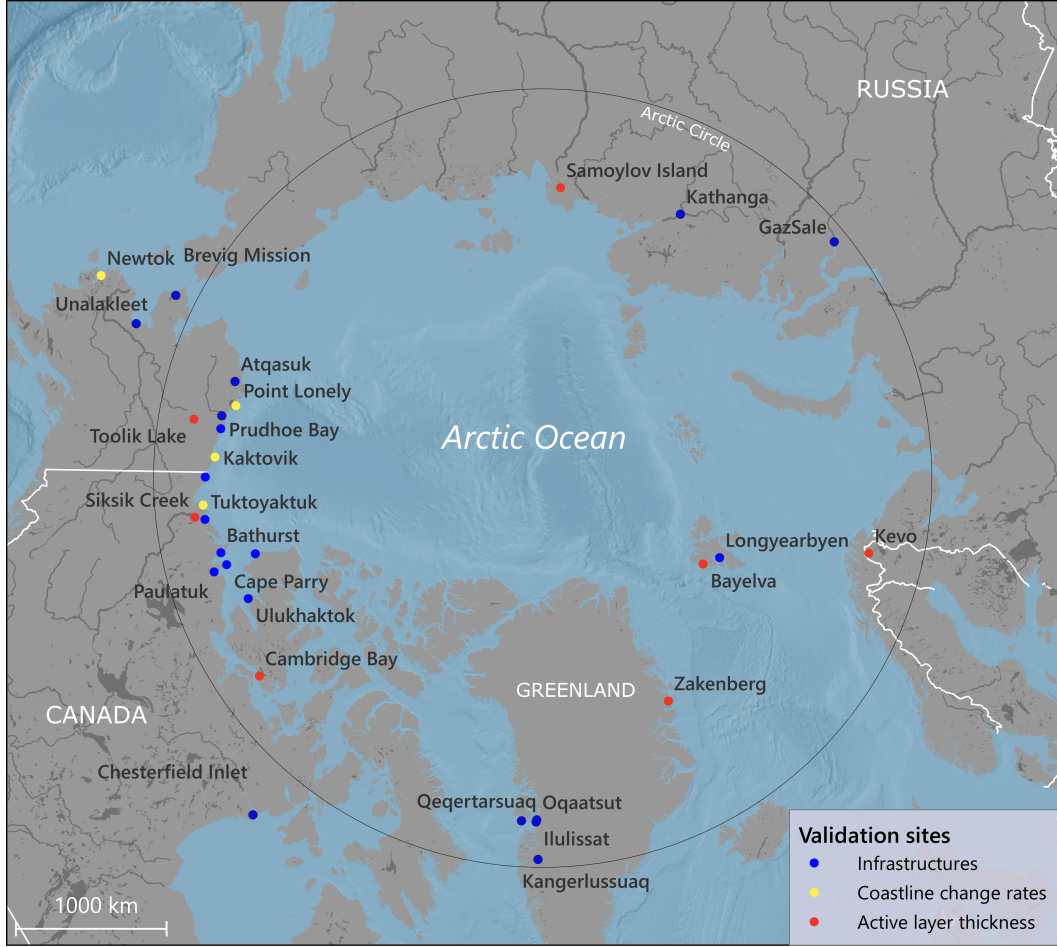 RUSSIA
Arctic Circle
Samoylov Island
Kathanga
GazSale
Newtok
Brevig Mission
Unalakleet
Atqasuk
Point Lonely
Toolik Lake
Prudhoe Bay
Arctic Ocean
Kaktovik
Siksik Creek
Tuktoyaktuk
Bathurst
Longyearbyen
Kevo
Paulatuk
Cape Parry
Bayelva
Ulukhaktok
Cambridge Bay
GREENLAND
Zakenberg
CANADA
Chesterfield Inlet
Qeqertarsuaq
Oqaatsut
Ilulissat
Kangerlussuaq
1000 km
Validation sites
Infrastructures
Coastline change rates
Active layer thickness